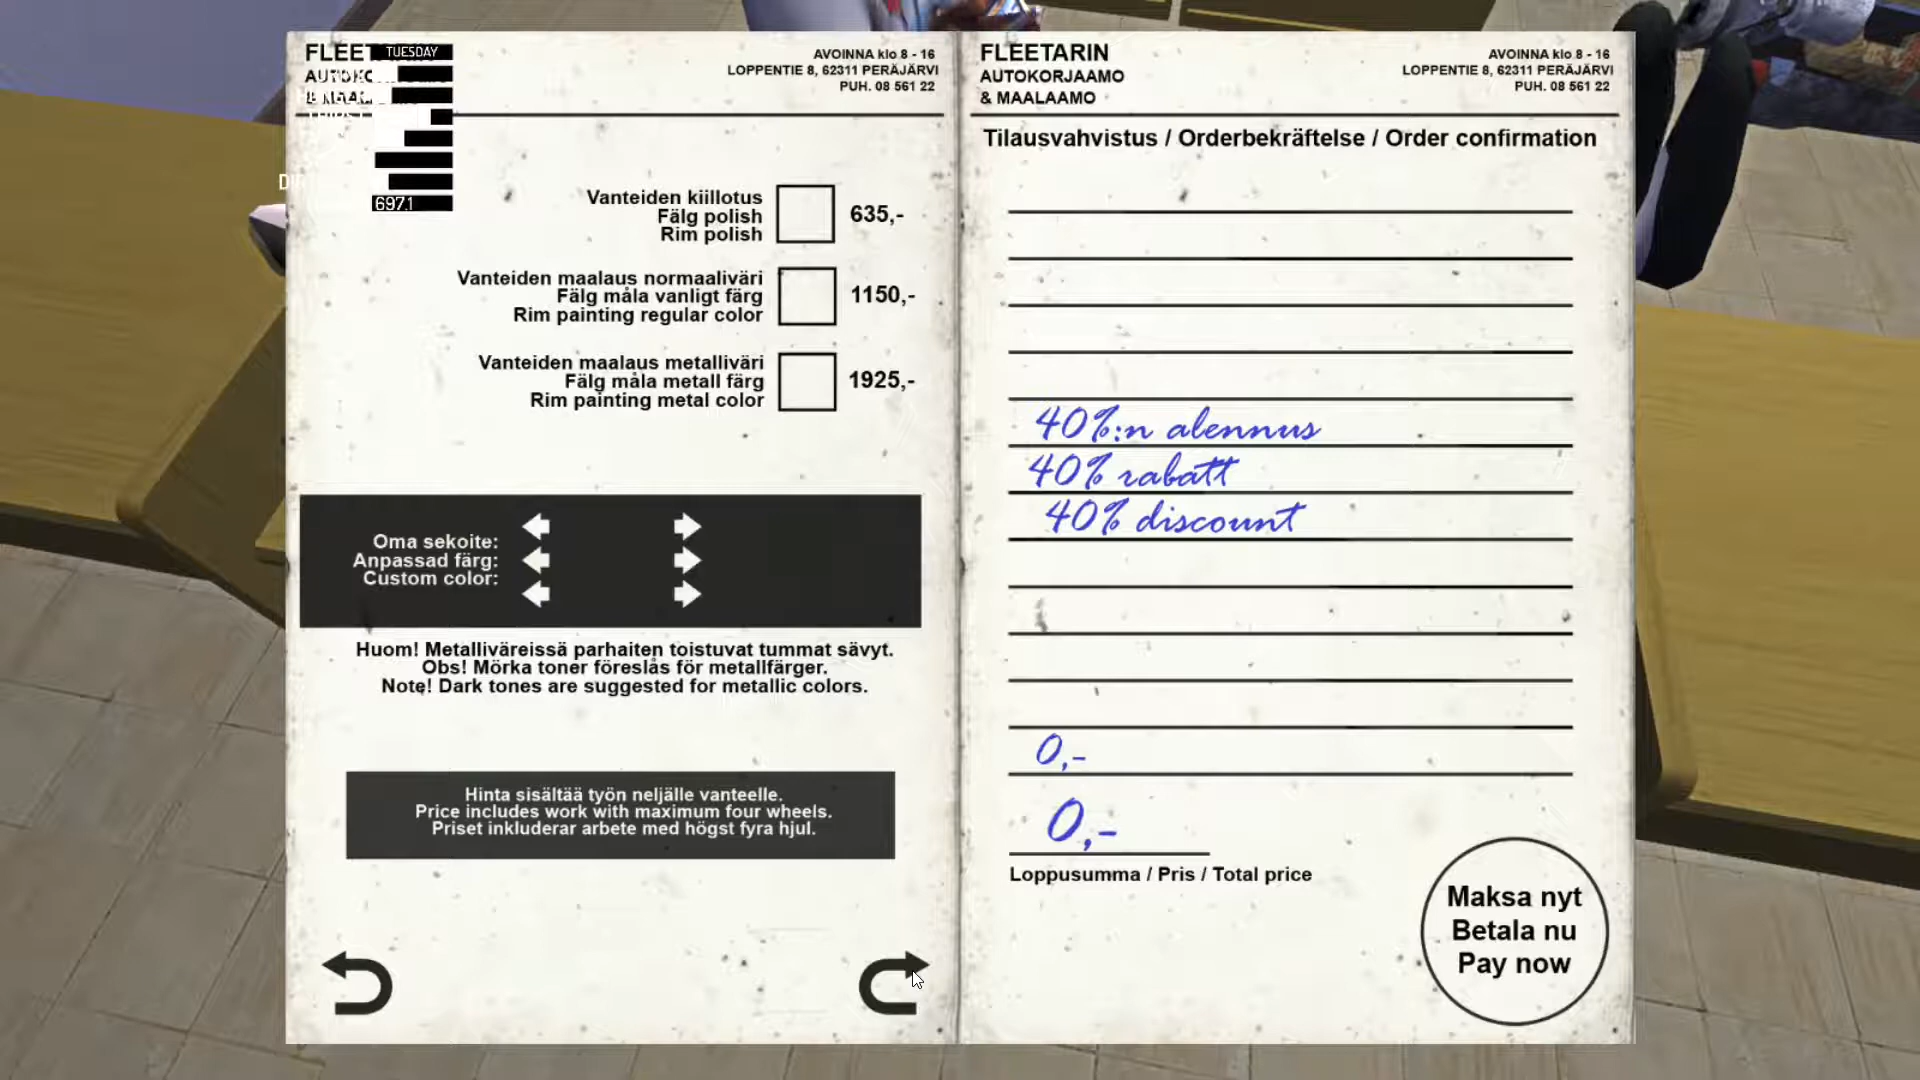 FLEET
TUESDAY
AUTOKO
& MAAL
THIRST
DI
697.1
AVOINNA klo 8 - 16
LOPPENTIE 8, 62311 PERÄJÄRVI
PUH. 08 561 22
Vanteiden kiillotus
Fälg polish
Rim polish
635,-
Vanteiden maalaus normaaliväri
Fälg måla vanligt färg
Rim painting regular color
1150,-
Vanteiden maalaus metalliväri
Fälg måla metall färg
Rim painting metal color
1925,-
Oma sekoite:
Anpassad färg:
Custom color:
Huom! Metalliväreissä parhaiten toistuvat tummat sävyt.
Obs! Mörka toner föreslås för metallfärger.
Note! Dark tones are suggested for metallic colors.
Hinta sisältää työn neljälle vanteelle.
Price includes work with maximum four wheels.
Priset inkluderar arbete med högst fyra hjul.
FLEETARIN
AUTOKORJAAMO
& MAALAAMO
AVOINNA klo 8 - 16
LOPPENTIE 8, 62311 PERÄJÄRVI
PUH. 08 561 22
Tilausvahvistus / Orderbekräftelse / Order confirmation
40%:n alennus
40% rabatt
40% discount
0,-
0,-
Loppusumma / Pris / Total price
Maksa nyt
Betala nu
Pay now